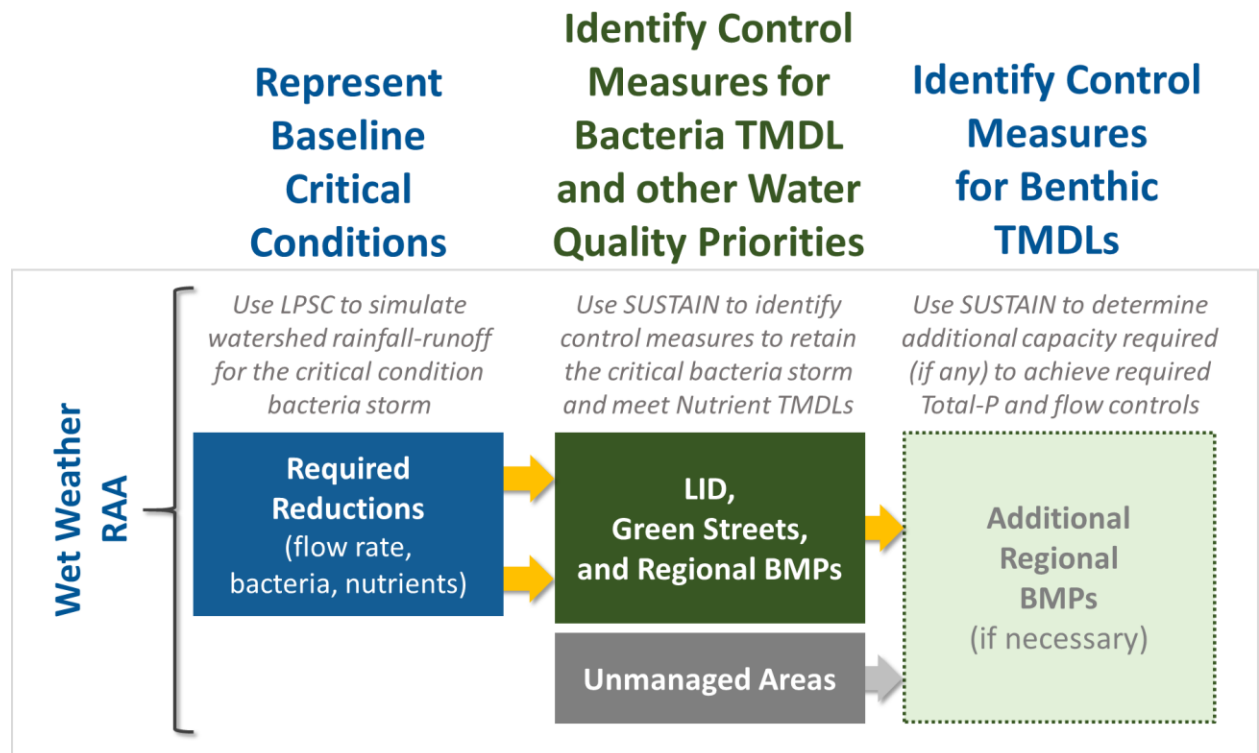 Represent
Baseline
Critical
Conditions
Identify Control
Measures for
Bacteria TMDL
and other Water
Quality Priorities
Identify Control
Measures
for Benthic
TMDLs
Wet Weather
RAA
Use LPSC to simulate
watershed rainfall-runoff
for the critical condition
bacteria storm
Required
Reductions
(flow rate,
bacteria, nutrients)
Use SUSTAIN to identify
control measures to retain
the critical bacteria storm
and meet Nutrient TMDLs
LID,
Green Streets,
and Regional BMPs
Unmanaged Areas
Use SUSTAIN to determine
additional capacity required
(if any) to achieve required
Total-P and flow controls
Additional
Regional
BMPs
(if necessary)